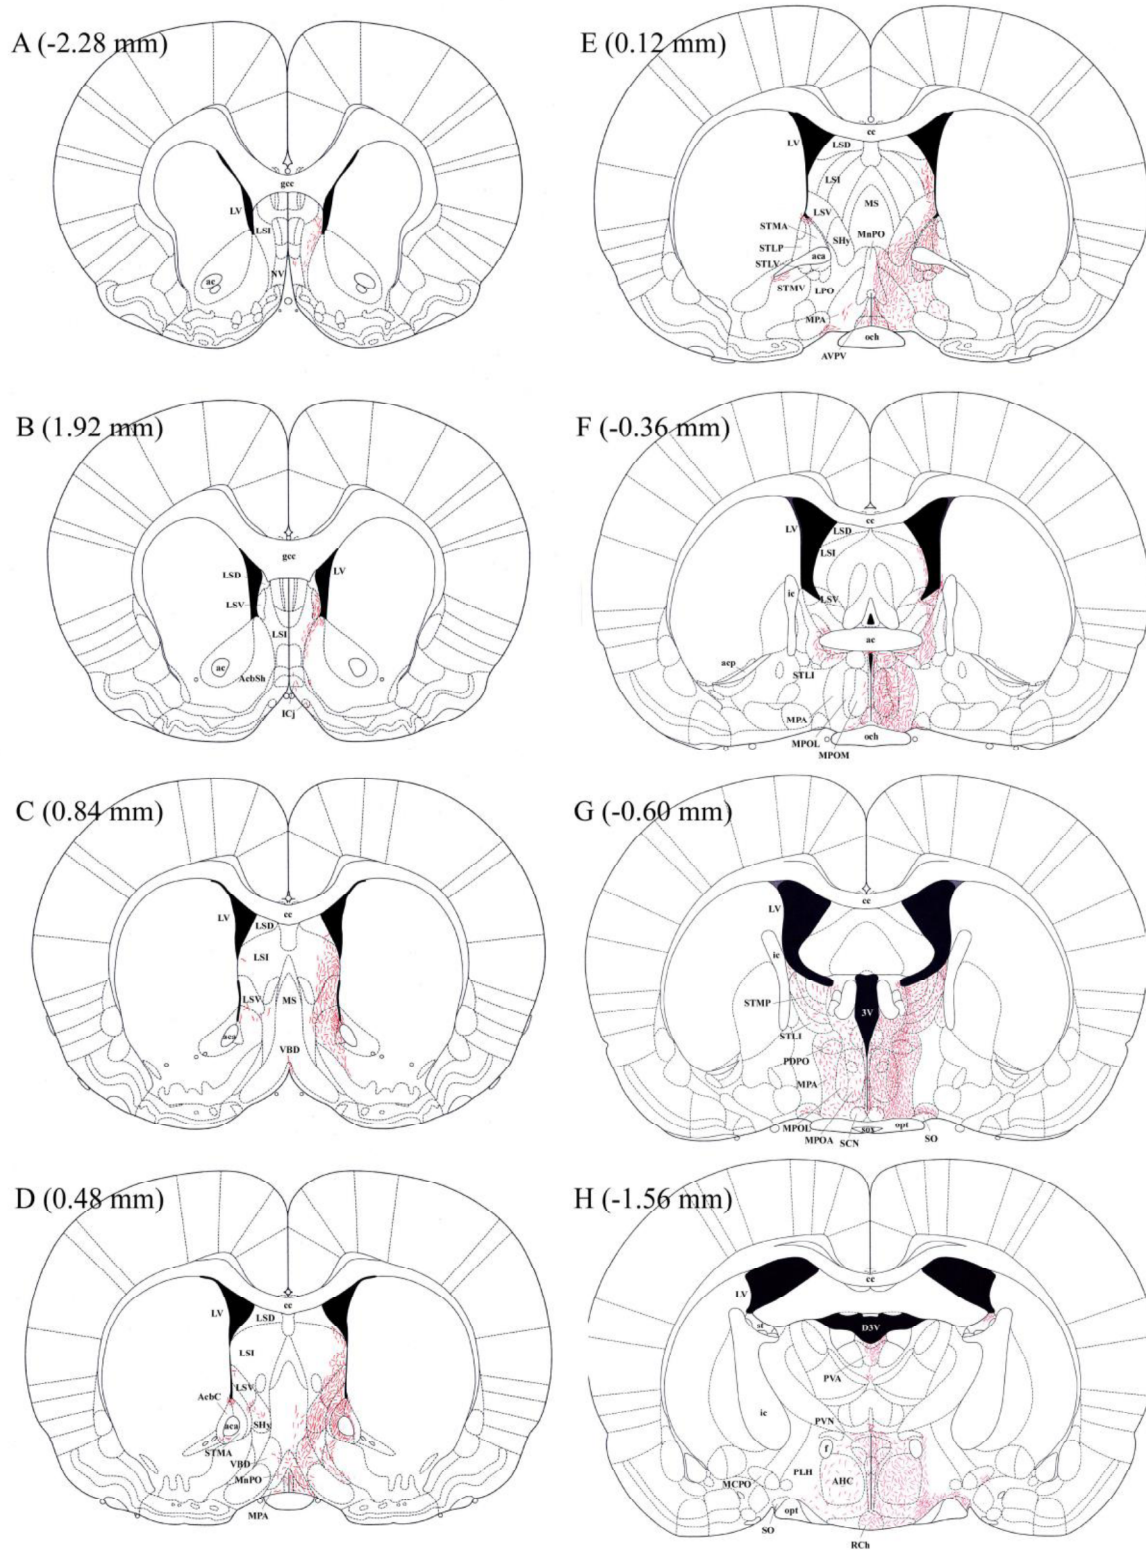 A (-2.28 mm)
gcc
LV
LSI
NV
ac
B (1.92 mm)
gcc
LSD
LV
LSV
LSI
ac
AcbSh
ICj
C (0.84 mm)
cc
LV
LSD
LSI
LSV
MS
aca
VBD
D (0.48 mm)
cc
LV
LSD
LSI
LSV
AcbC
aca
SHy
STMA
VBD
MnPO
MPA
E (0.12 mm)
cc
LV
LSD
LSI
MS
LSV
STMA
MnPO
SHy
STLP
aca
STLV
STMV
LPO
MPA
och
AVPV
F (-0.36 mm)
cc
LV
LSD
LSI
ic
LSV
ac
acp
STLI
MPA
och
MPOL
MPOM
G (-0.60 mm)
cc
LV
ic
STMP
3V
STLI
PDPO
MPA
MPOL
opt
sox
MPOA
SCN
SO
H (-1.56 mm)
cc
LV
st
D3V
PVA
ic
PVN
f
PLH
AHC
MCPO
opt
SO
RCh